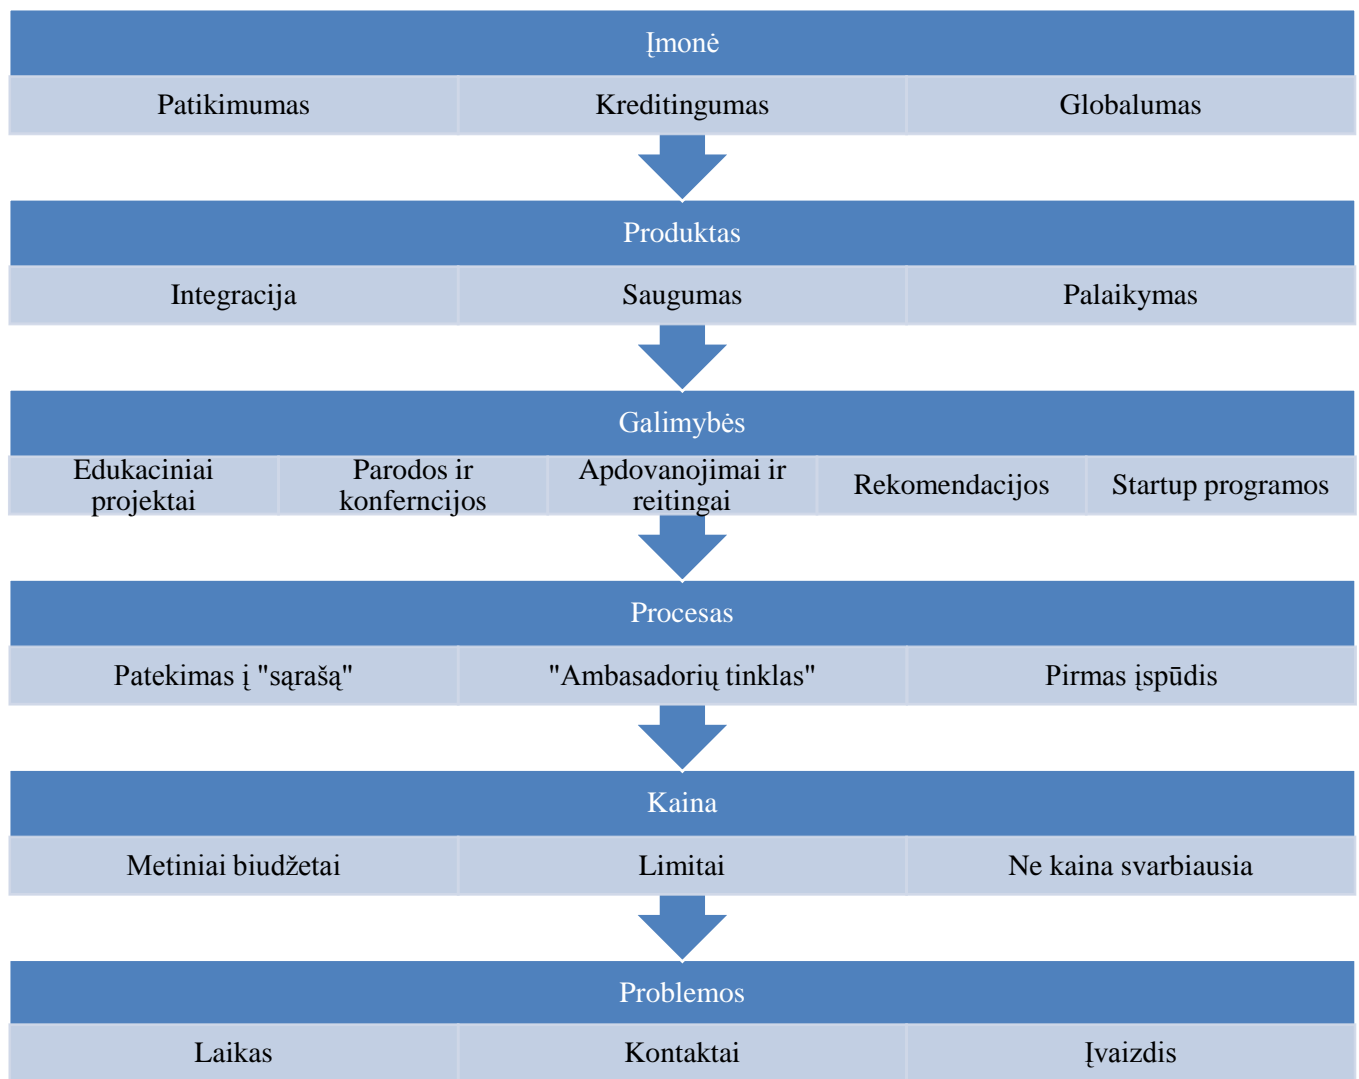 Įmonė
Patikimumas
Kreditingumas
Globalumas
Produktas
Integracija
Saugumas
Palaikymas
Galimybės
Edukaciniai
projektai
Parodos ir
konferncijos
Apdovanojimai ir
reitingai
Rekomendacijos
Startup programos
Procesas
Patekimas į "sąrašą"
"Ambasadorių tinklas"
Pirmas įspūdis
Kaina
Metiniai biudžetai
Limitai
Ne kaina svarbiausia
Problemos
Laikas
Kontaktai
Įvaizdis